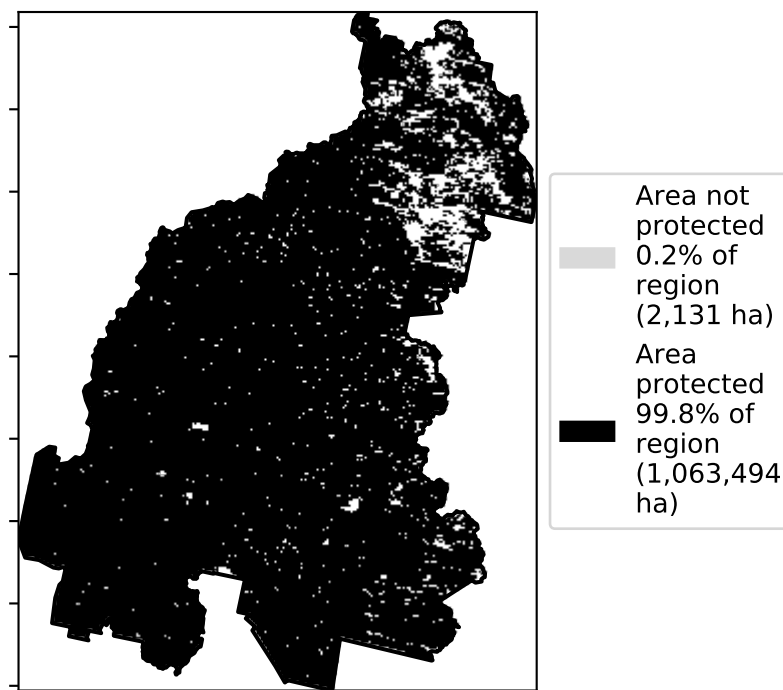 Area not
protected
0.2% of
region
(2,131 ha)
Area
protected
99.8% of
region
(1,063,494
ha)